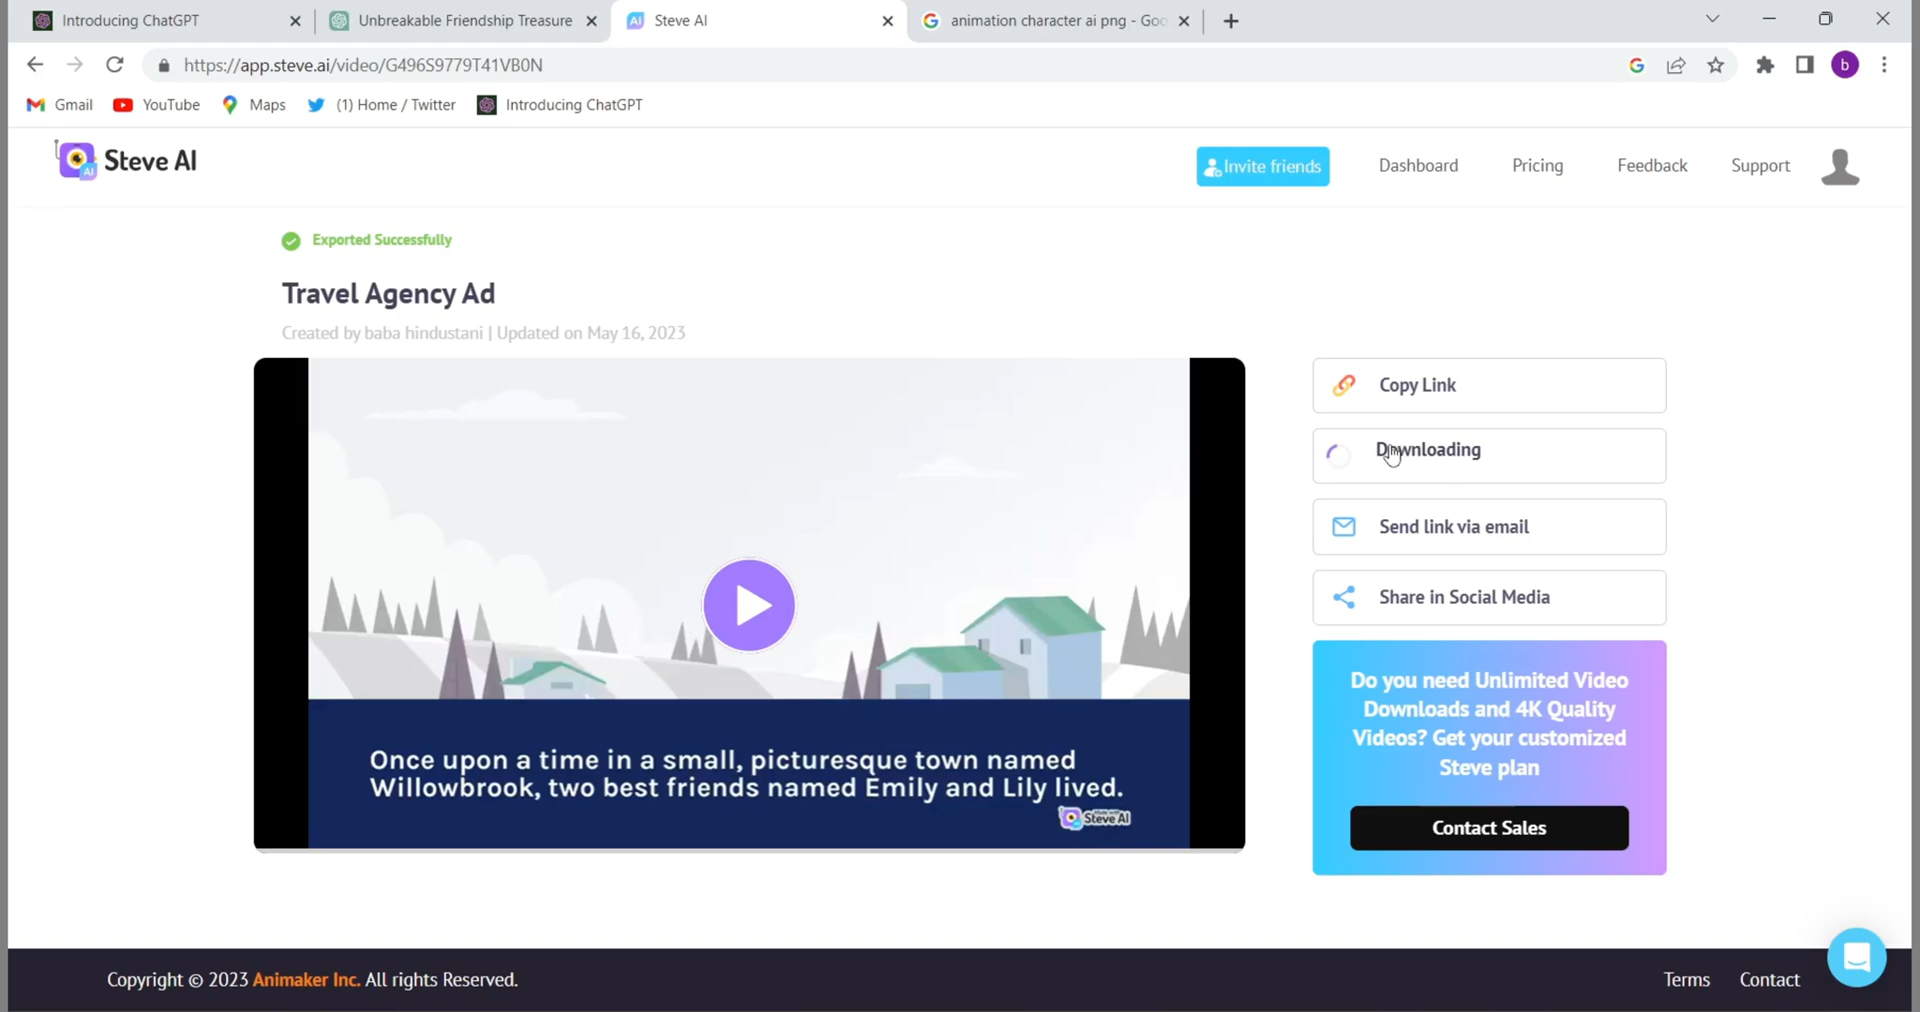 Introducing ChatGPT
Unbreakable Friendship Treasure
Steve AI
animation character ai png - Goo
https://app.steve.ai/video/G496S9779T41VB0N
b
Gmail
YouTube
Maps
(1) Home / Twitter
Introducing ChatGPT
Steve AI
Invite friends
Dashboard
Pricing
Feedback
Support
Exported Successfully
Travel Agency Ad
Created by baba hindustani | Updated on May 16, 2023
Once upon a time in a small, picturesque town named
Willowbrook, two best friends named Emily and Lily lived.
Steve AI
Copy Link
Downloading
Send link via email
Share in Social Media
Do you need Unlimited Video
Downloads and 4K Quality
Videos? Get your customized
Steve plan
Contact Sales
Copyright © 2023 Animaker Inc. All rights Reserved.
Terms
Contact